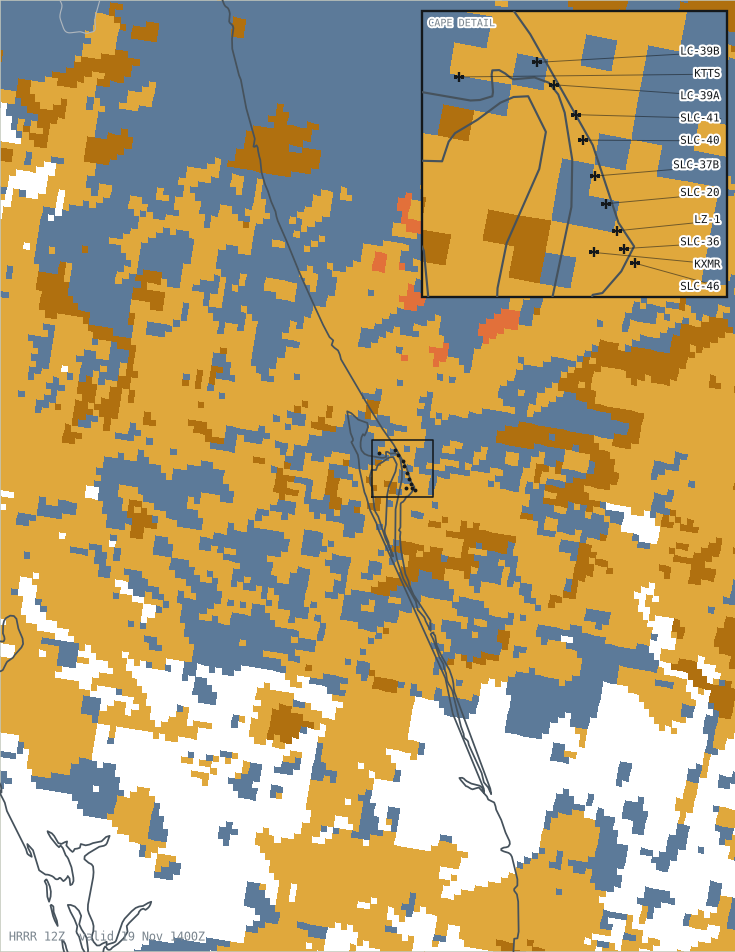 CAPE DETAIL
LC-39B
KTTS
LC-39A
SLC-41
SLC-40
SLC-37B
SLC-20
LZ-1
SLC-36
KXMR
SLC-46
HRRR 12Z valid 19 Nov 1400Z